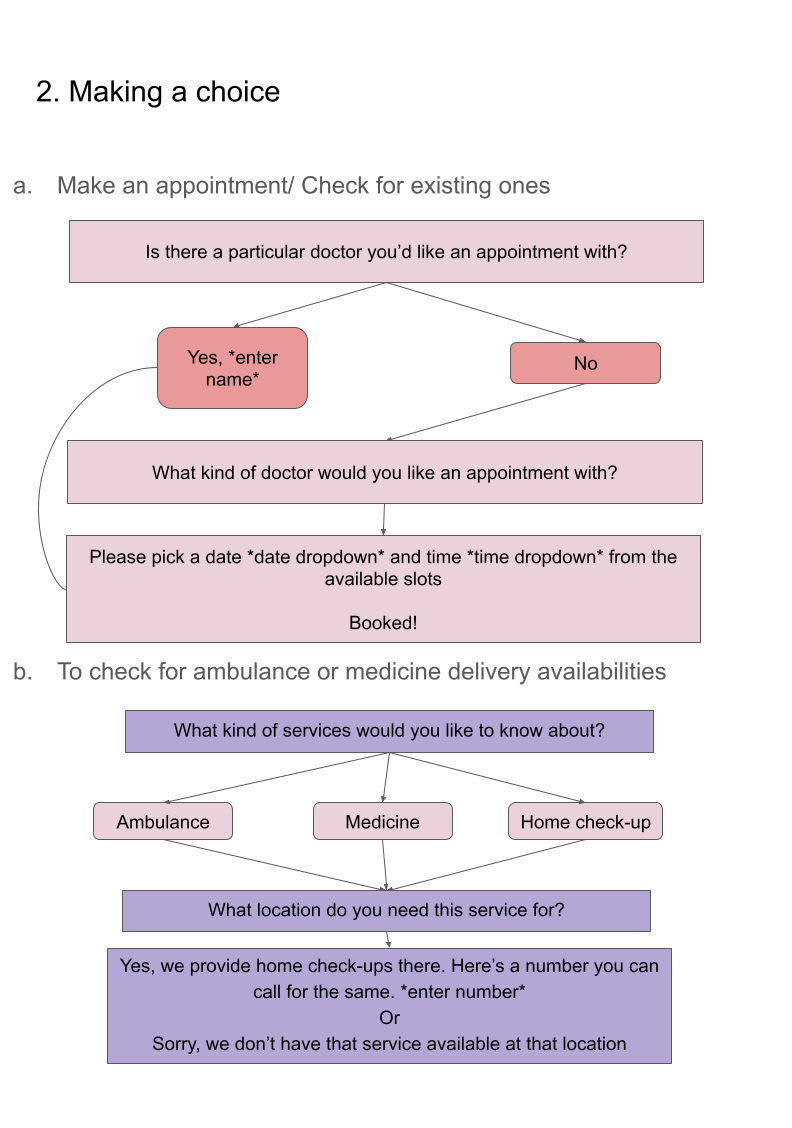 2. Making a choice
a. Make an appointment/ Check for existing ones
Is there a particular doctor you’d like an appointment with?
Yes, *enter
name*
No
What kind of doctor would you like an appointment with?
Please pick a date *date dropdown* and time *time dropdown* from the
available slots
Booked!
b. To check for ambulance or medicine delivery availabilities
What kind of services would you like to know about?
Ambulance
Medicine
Home check-up
What location do you need this service for?
Yes, we provide home check-ups there. Here’s a number you can
call for the same. *enter number*
Or
Sorry, we don’t have that service available at that location